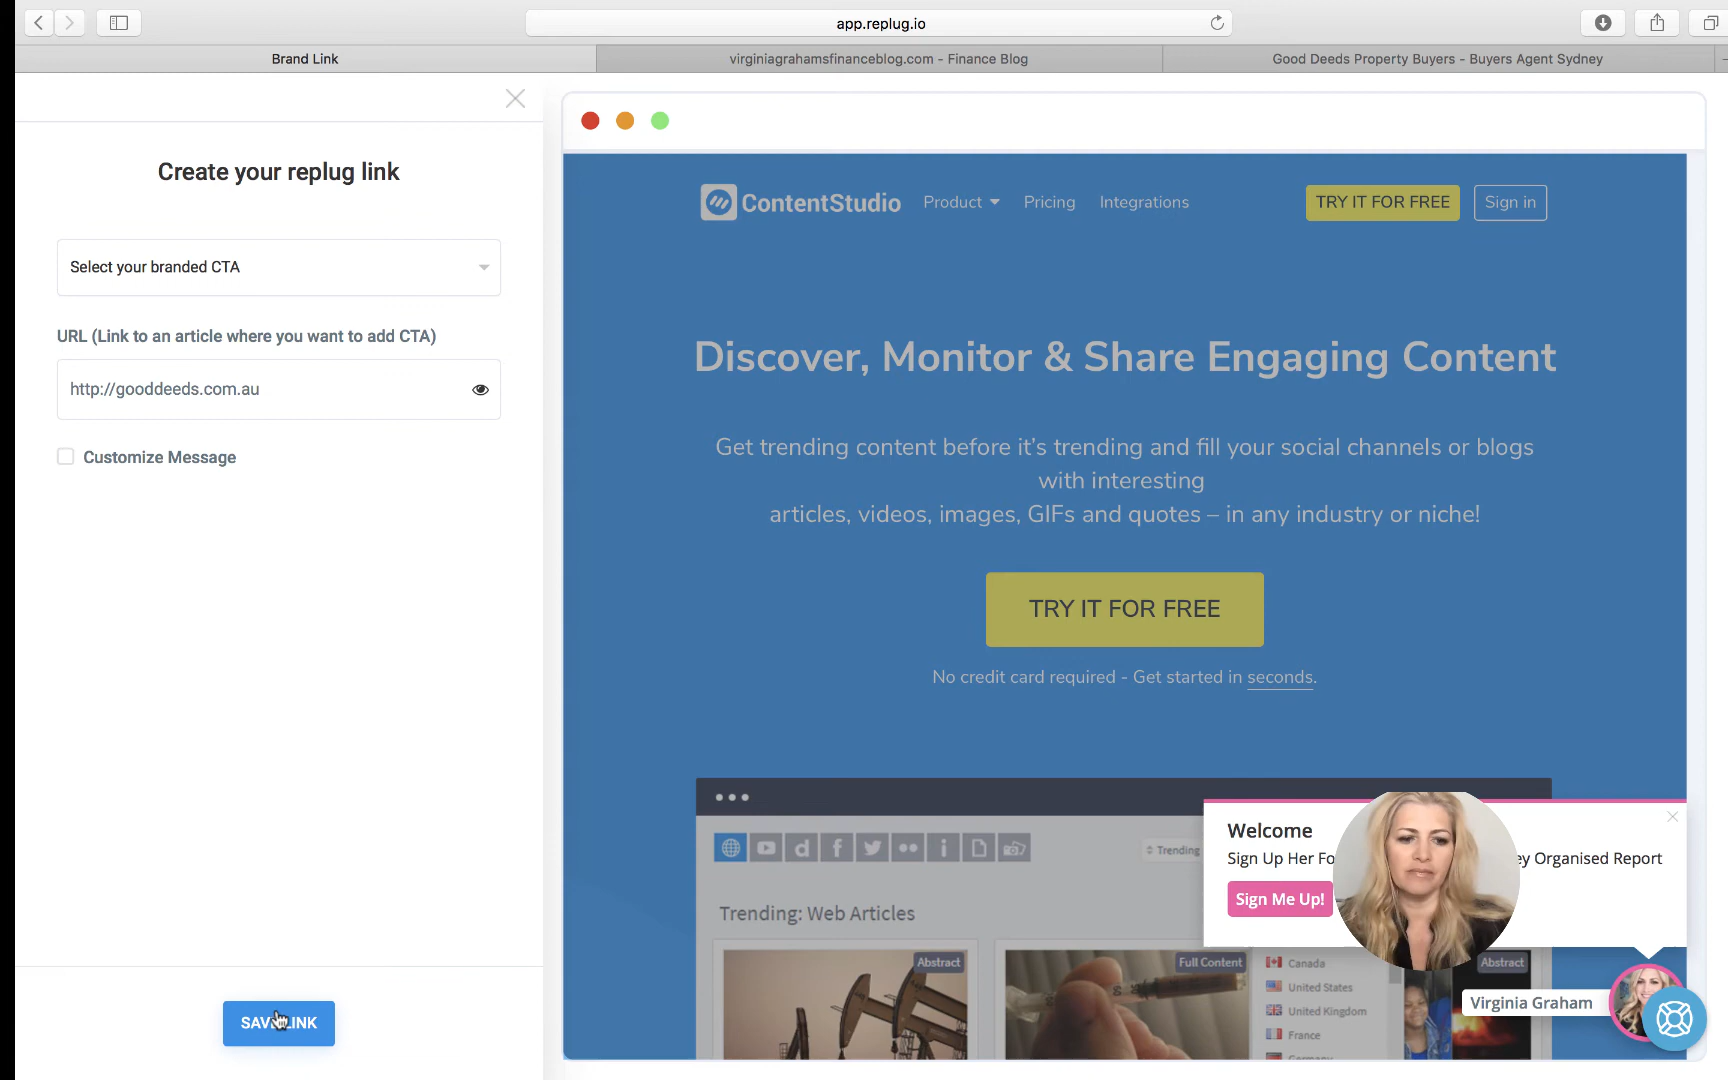 app.replug.io
Brand Link
virginiagrahamsfinanceblog.com - Finance Blog
Good Deeds Property Buyers - Buyers Agent Sydney
Create your replug link
Select your branded CTA
URL (Link to an article where you want to add CTA)
http://gooddeeds.com.au
Customize Message
SAVE LINK
ContentStudio
Product
Pricing
Integrations
TRY IT FOR FREE
Sign in
Discover, Monitor & Share Engaging Content
Get trending content before it's trending and fill your social channels or blogs
with interesting
articles, videos, images, GIFs and quotes – in any industry or niche!
TRY IT FOR FREE
No credit card required - Get started in seconds.
Trending
Trending: Web Articles
Abstract
Full Content
Abstract
Canada
United States
United Kingdom
France
Germany
Welcome
Sign Up Her
Organised Report
Sign Me Up!
Virginia Graham